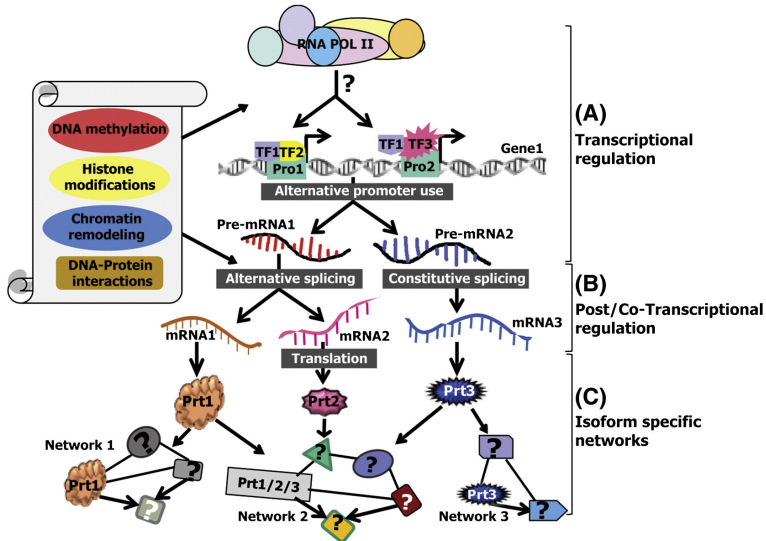 RNA POL II
?
(A)
Transcriptional
regulation
DNA methylation
Histone
modifications
Chromatin
remodeling
DNA-Protein
interactions
TF1 TF2
Pro1
TF1 TF3
Pro2
Gene1
Alternative promoter use
Pre-mRNA1
Pre-mRNA2
Alternative splicing
Constitutive splicing
(B)
Post/Co-Transcriptional
regulation
mRNA1
mRNA2
mRNA3
Translation
(C)
Isoform specific
networks
Prt1
Prt2
Prt3
Network 1
?
?
Prt1
?
?
?
Prt1/2/3
?
?
Network 2
?
Prt3
?
Network 3